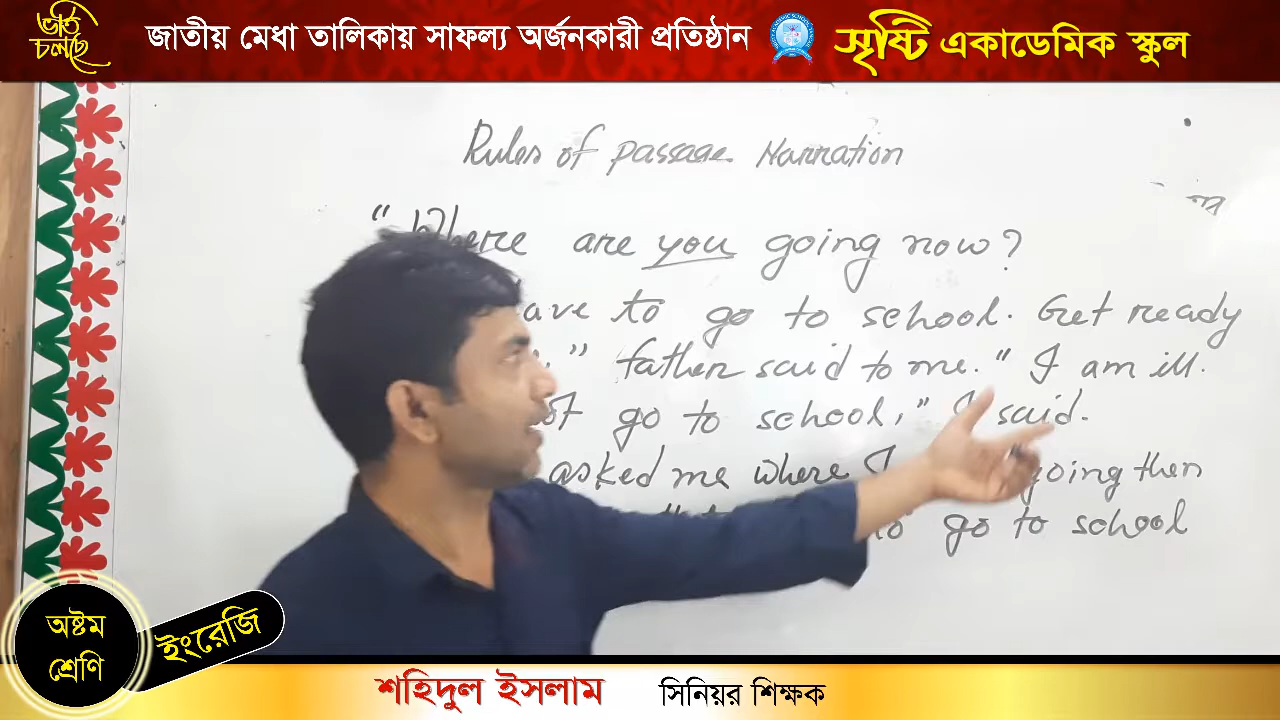 ভর্তি চলছে
জাতীয় মেধা তালিকায় সাফল্য অর্জনকারী প্রতিষ্ঠান
সৃষ্টি একাডেমিক স্কুল
Rules of Passage Narration
"Where are you going now?
to go to school. Get ready
" father said to me. " I am ill.
go to school," I said.
asked me where I going then
go to school
অষ্টম শ্রেণি
ইংরেজি
শহিদুল ইসলাম সিনিয়র শিক্ষক